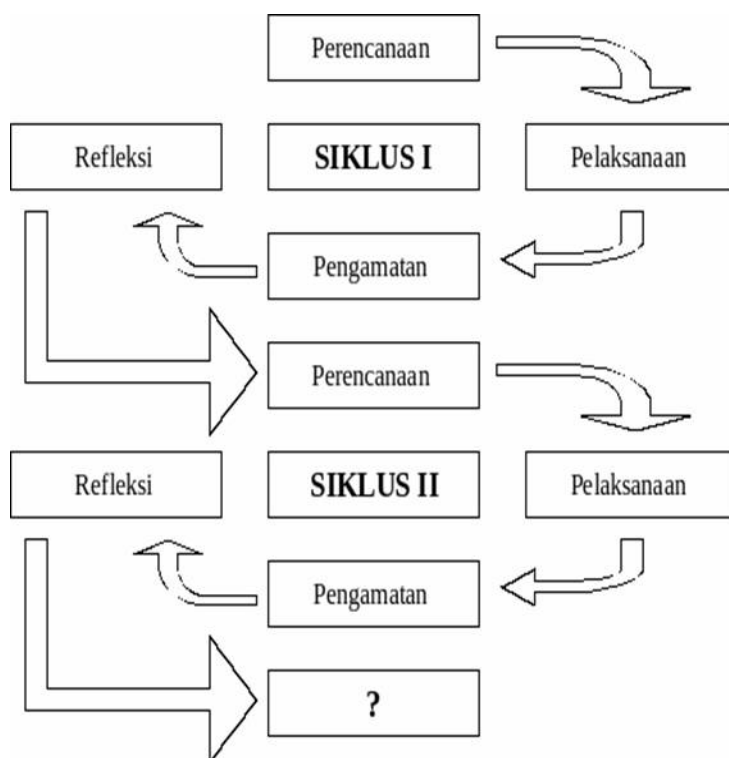 Perencanaan
Refleksi
SIKLUS I
Pelaksanaan
Pengamatan
Perencanaan
Refleksi
SIKLUS II
Pelaksanaan
Pengamatan
?